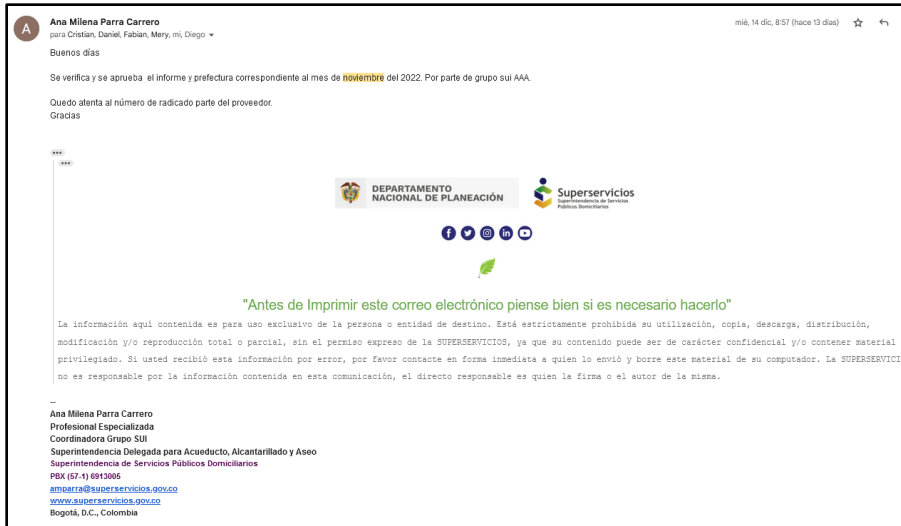 A
Ana Milena Parra Carrero
mié, 14 dic, 8:57 (hace 13 días)
para Cristian, Daniel, Fabian, Mery, mi, Diego
Buenos días
Se verifica y se aprueba el informe y prefectura correspondiente al mes de noviembre del 2022. Por parte de grupo sui AAA.
Quedo atenta al número de radicado parte del proveedor.
Gracias
DEPARTAMENTO
NACIONAL DE PLANEACIÓN
Superservicios
Superintendencia de Servicios
Públicos Domiciliarios
"Antes de Imprimir este correo electrónico piense bien si es necesario hacerlo"
La información aquí contenida es para uso exclusivo de la persona o entidad de destino. Está estrictamente prohibida su utilización, copia, descarga, distribución,
modificación y/o reproducción total o parcial, sin el permiso expreso de la SUPERSERVICIOS, ya que su contenido puede ser de carácter confidencial y/o contener material
privilegiado. Si usted recibió esta información por error, por favor contacte en forma inmediata a quien lo envió y borre este material de su computador. La SUPERSERVICI
no es responsable por la información contenida en esta comunicación, el directo responsable es quien la firma o el autor de la misma.
--
Ana Milena Parra Carrero
Profesional Especializada
Coordinadora Grupo SUI
Superintendencia Delegada para Acueducto, Alcantarillado y Aseo
Superintendencia de Servicios Públicos Domiciliarios
PBX (57-1) 6913005
amparra@superservicios.gov.co
www.superservicios.gov.co
Bogotá, D.C., Colombia